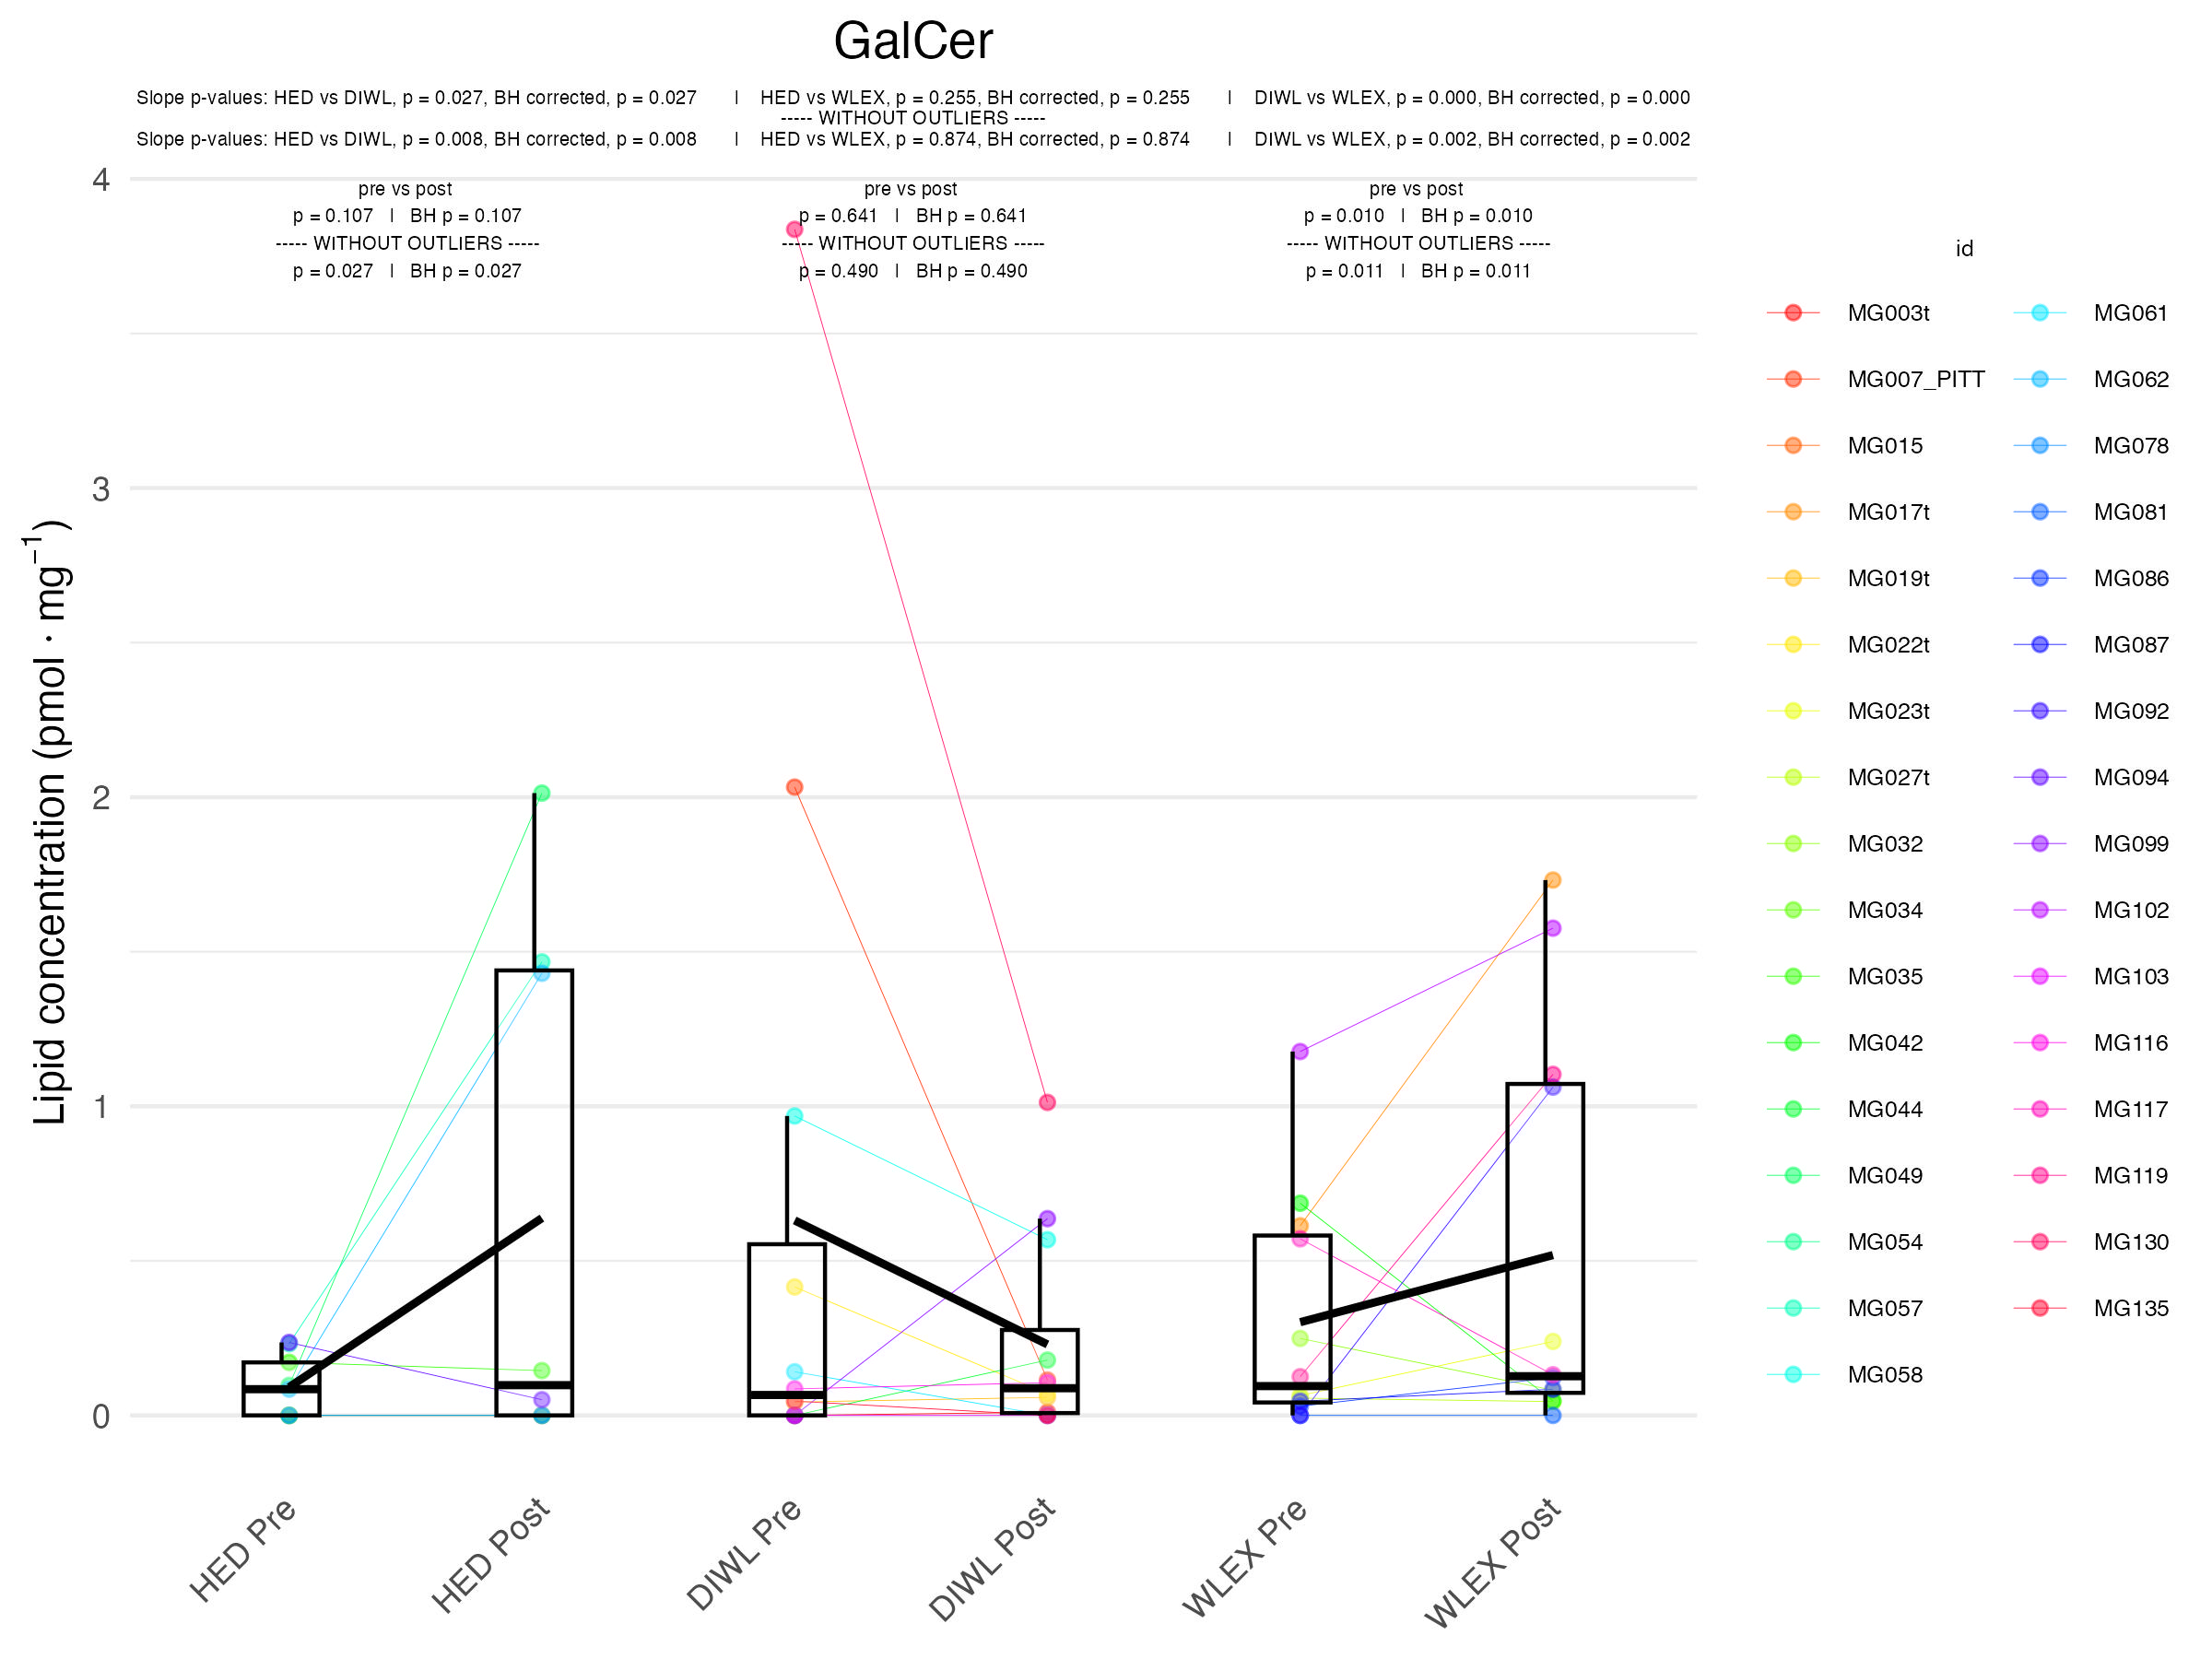 GalCer
Slope p-values: HED vs DIWL, p = 0.027, BH corrected, p = 0.027 | HED vs WLEX, p = 0.255, BH corrected, p = 0.255 | DIWL vs WLEX, p = 0.000, BH corrected, p = 0.000
----- WITHOUT OUTLIERS -----
Slope p-values: HED vs DIWL, p = 0.008, BH corrected, p = 0.008 | HED vs WLEX, p = 0.874, BH corrected, p = 0.874 | DIWL vs WLEX, p = 0.002, BH corrected, p = 0.002
pre vs post
p = 0.107 | BH p = 0.107
----- WITHOUT OUTLIERS -----
p = 0.027 | BH p = 0.027
pre vs post
p = 0.641 | BH p = 0.641
----- WITHOUT OUTLIERS -----
p = 0.490 | BH p = 0.490
pre vs post
p = 0.010 | BH p = 0.010
----- WITHOUT OUTLIERS -----
p = 0.011 | BH p = 0.011
Lipid concentration (pmol · mg⁻¹)
4
3
2
1
0
HED Pre
HED Post
DIWL Pre
DIWL Post
WLEX Pre
WLEX Post
id
MG003t
MG007_PITT
MG015
MG017t
MG019t
MG022t
MG023t
MG027t
MG032
MG034
MG035
MG042
MG044
MG049
MG054
MG057
MG058
MG061
MG062
MG078
MG081
MG086
MG087
MG092
MG094
MG099
MG102
MG103
MG116
MG117
MG119
MG130
MG135